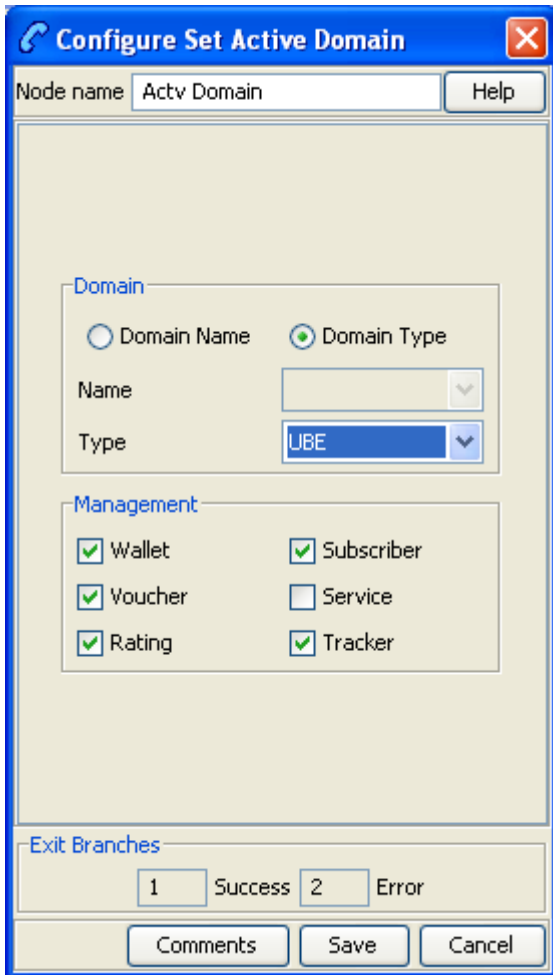 Configure Set Active Domain
Node name Actv Domain Help
Domain
Domain Name Domain Type
Name
Type UBE
Management
Wallet Subscriber
Voucher Service
Rating Tracker
Exit Branches
1 Success 2 Error
Comments Save Cancel